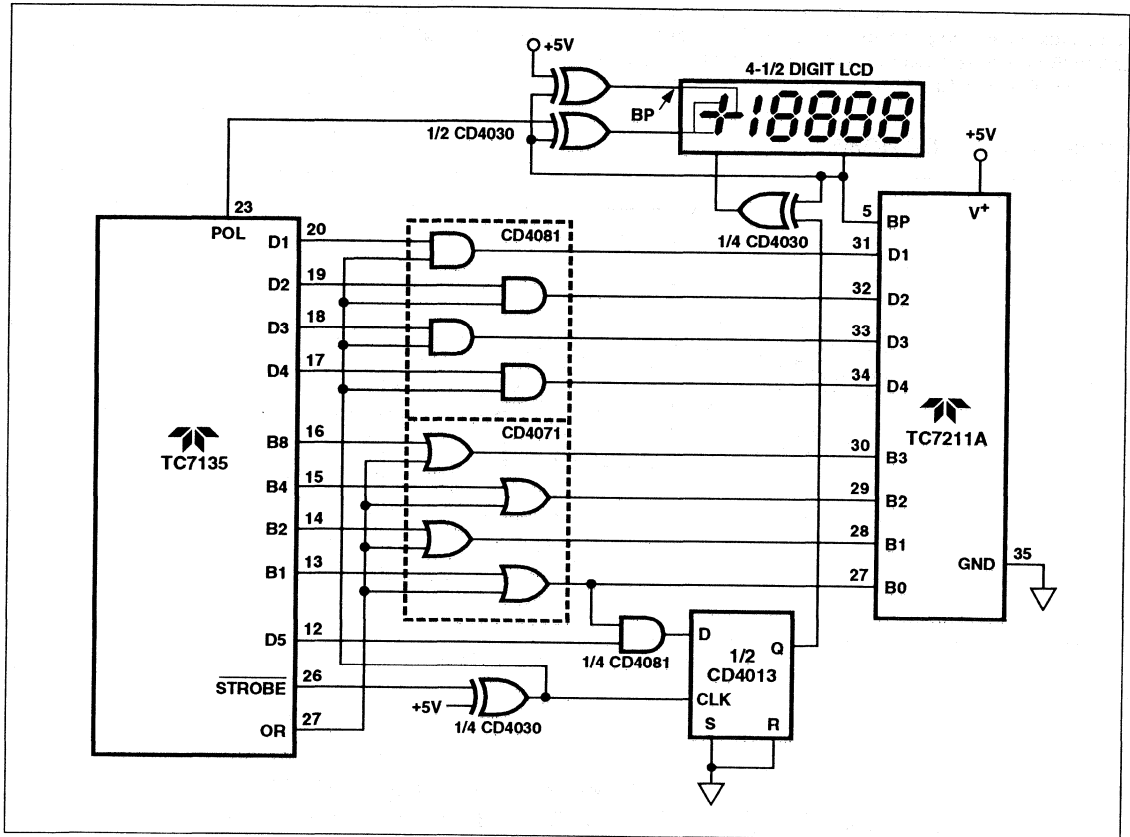 +5V
4-1/2 DIGIT LCD
BP
+18888
1/2 CD4030
+5V
23
POL
1/4 CD4030
5
BP
V+
D1
20
CD4081
31
D1
D2
19
32
D2
D3
18
33
D3
D4
17
34
D4
TC7135
TC7211A
B8
16
CD4071
30
B3
B4
15
29
B2
B2
14
28
B1
B1
13
27
B0
GND
35
D5
12
1/4 CD4081
D
Q
1/2
CD4013
CLK
S
R
STROBE
26
+5V
1/4 CD4030
OR
27